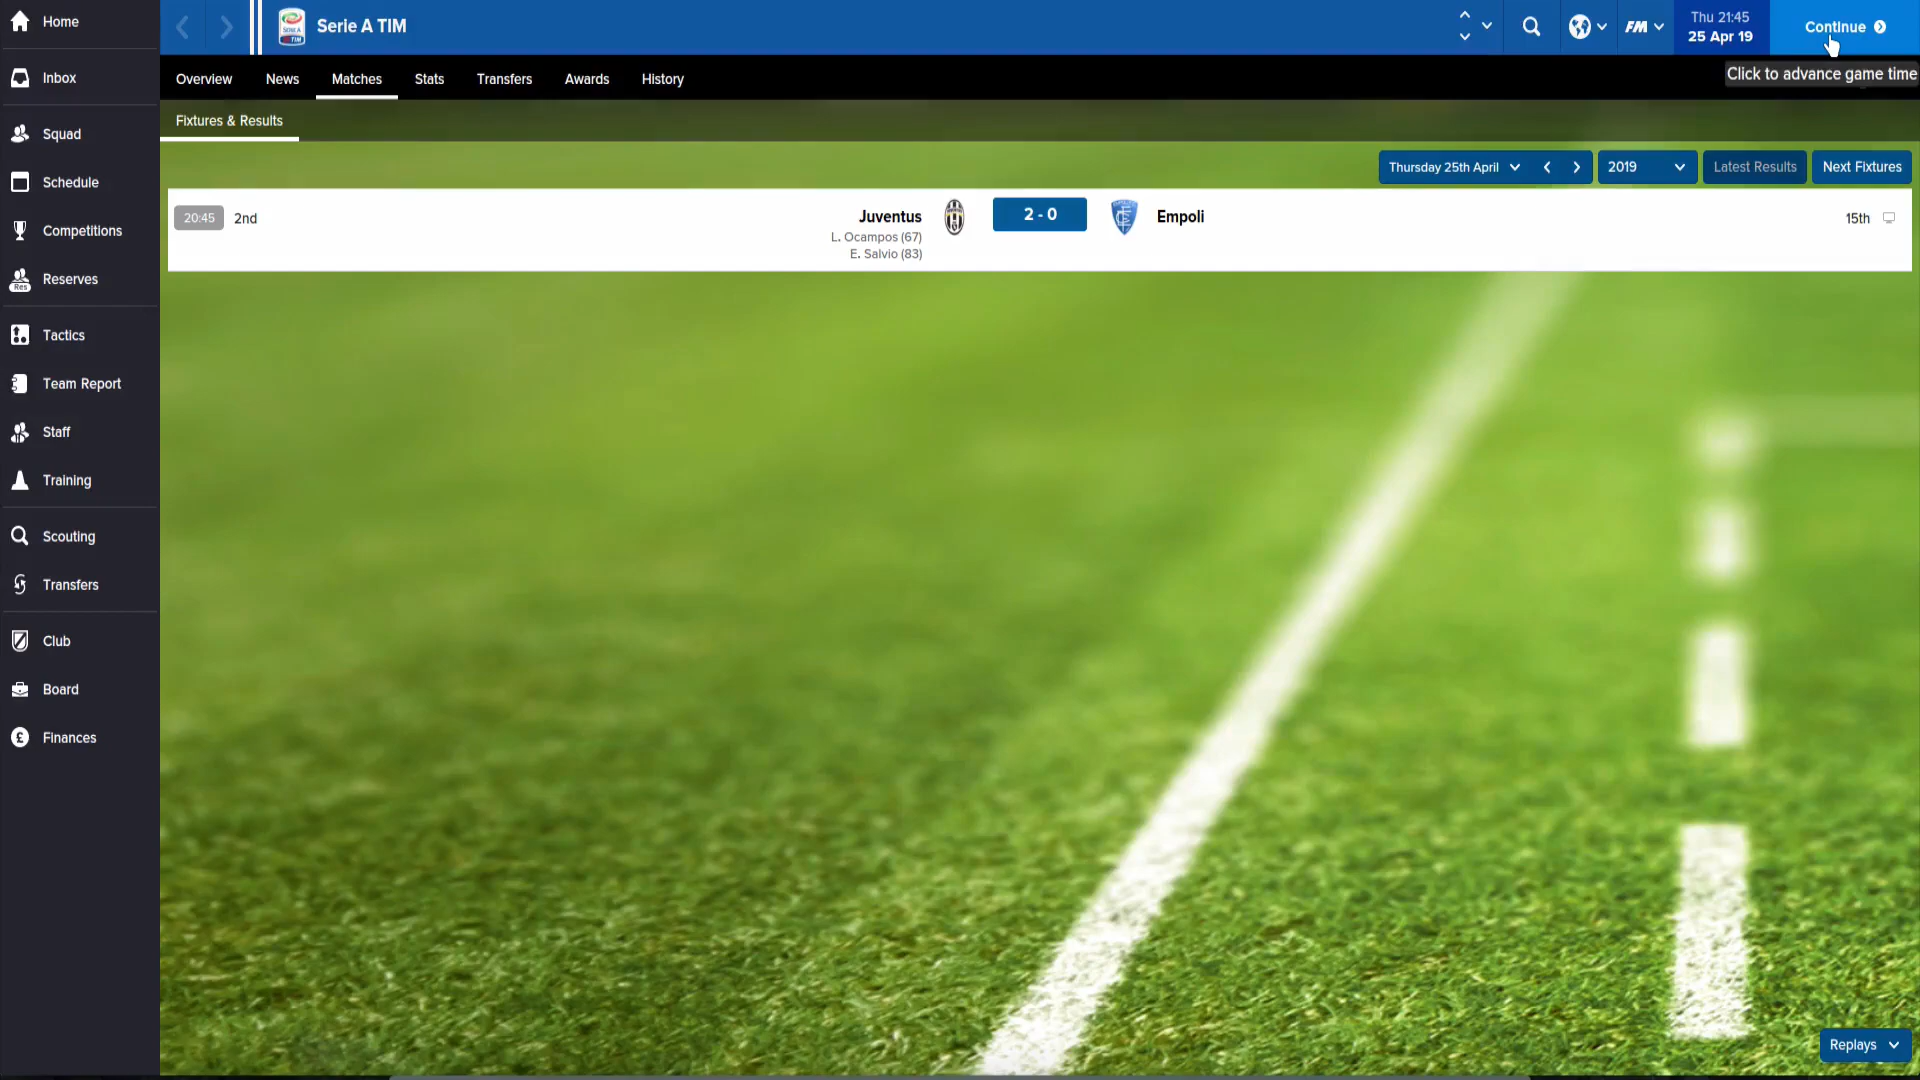 Home
Inbox
Squad
Schedule
Competitions
Reserves
Res
Tactics
Team Report
Staff
Training
Scouting
Transfers
Club
Board
Finances
Serie A TIM
FM
Thu 21:45
25 Apr 19
Continue
Click to advance game time
Overview News Matches Stats Transfers Awards History
Fixtures & Results
Thursday 25th April 2019 Latest Results Next Fixtures
20:45 2nd Juventus 2 - 0 Empoli 15th
L. Ocampos (67)
E. Salvio (83)
Replays